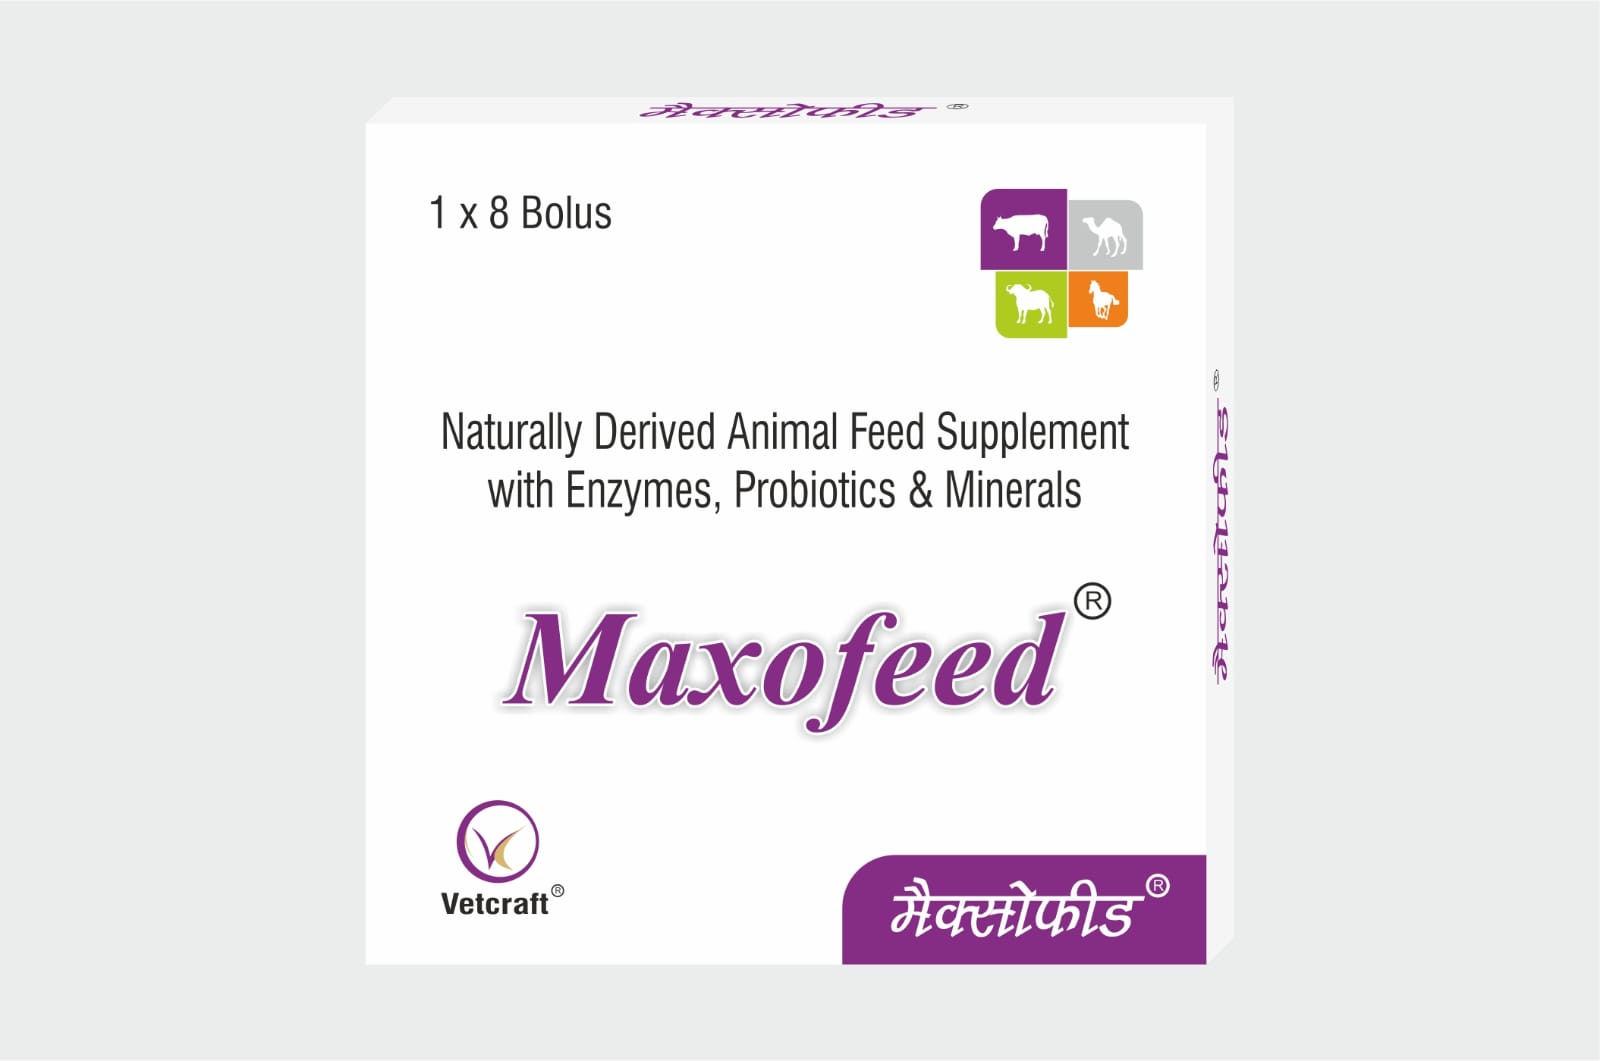 मैक्सोफीड ®
1 x 8 Bolus
Naturally Derived Animal Feed Supplement
with Enzymes, Probiotics & Minerals
Maxofeed®
Vetcraft®
मैक्सोफीड®
मैक्सोफीड ®